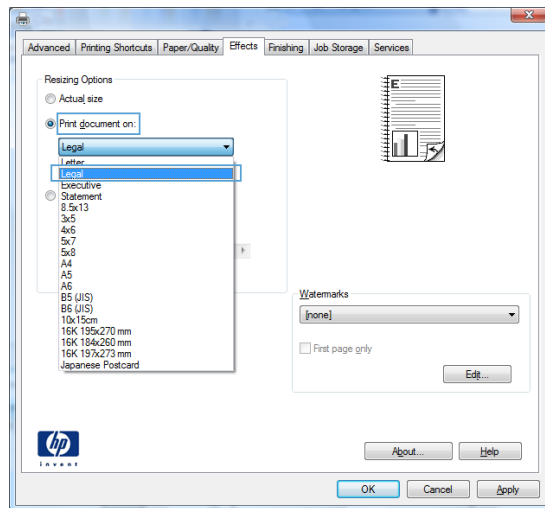 Advanced Printing Shortcuts Paper/Quality Effects Finishing Job Storage Services
Resizing Options
Actual size
Print document on:
Legal
Letter
Legal
Executive
Statement
8.5x13
3x5
4x6
5x7
5x8
A4
A5
A6
B5 (JIS)
B6 (JIS)
10x15cm
16K 195x270 mm
16K 184x260 mm
16K 197x273 mm
Japanese Postcard
E
Watermarks
[none]
First page only
Edit...
hp
invent
About... Help
OK Cancel Apply